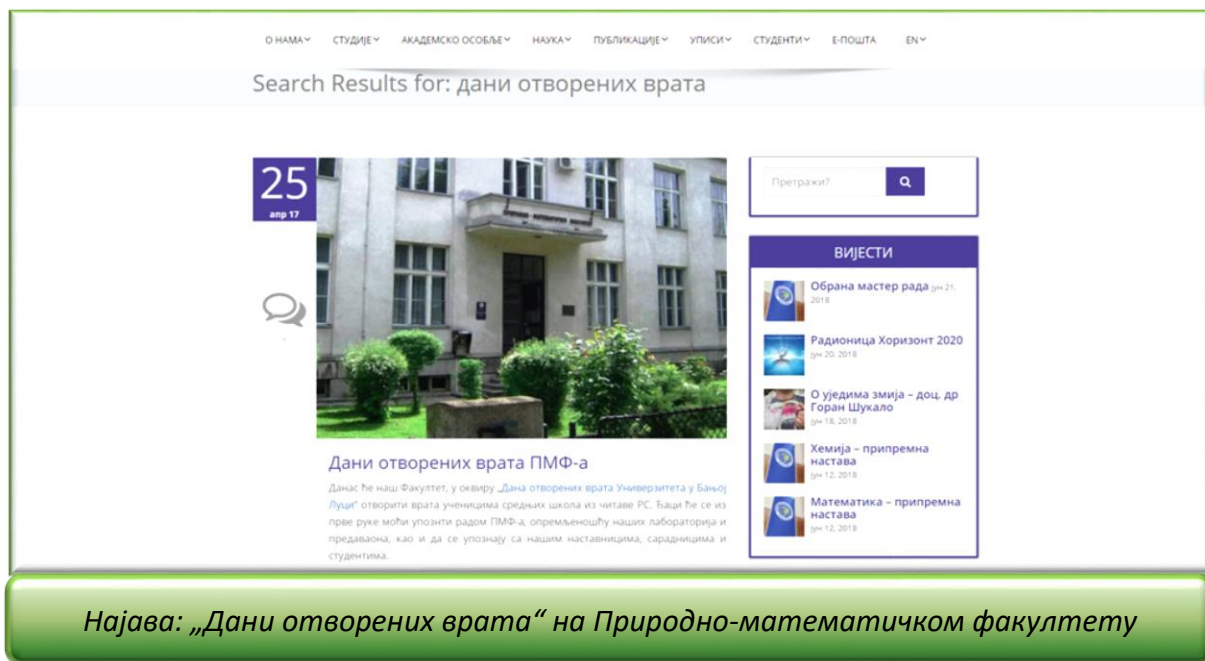 О НАМА СТУДИЈЕ АКАДЕМСКО ОСОБЉЕ НАУКА ПУБЛИКАЦИЈЕ УПИСИ СТУДЕНТИ Е-ПОШТА EN
Search Results for: дани отворених врата
25
апр 17
Дани отворених врата ПМФ-а
Данас ће наш Факултет, у оквиру „Дана отворених врата Универзитета у Бањој
Луци“ отворити врата ученицима средњих школа из читаве РС. Ђаци ће се из
прве руке моћи упознти радом ПМФ-а, опремљеношћу наших лабораторија и
предаваона, као и да се упознају са нашим наставницима, сарадницима и
студентима.
Претражи?
ВИЈЕСТИ
Обрана мастер рада јун 21,
2018
Радионица Хоризонт 2020
јун 20, 2018
О уједима змија – доц. др
Горан Шукало
јун 18, 2018
Хемија – припремна
настава
јун 12, 2018
Математика – припремна
настава
јун 12, 2018
Најава: „Дани отворених врата“ на Природно-математичком факултету